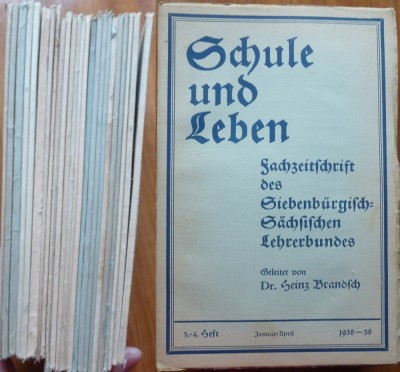 Schule
und
Leben
Fachzeitschrift
des
Siebenbürgisch-
Sächsischen
Lehrerbundes
Geleitet von
Dr. Heinz Brandsch
3.-4. Heft Januar/April 1935—36